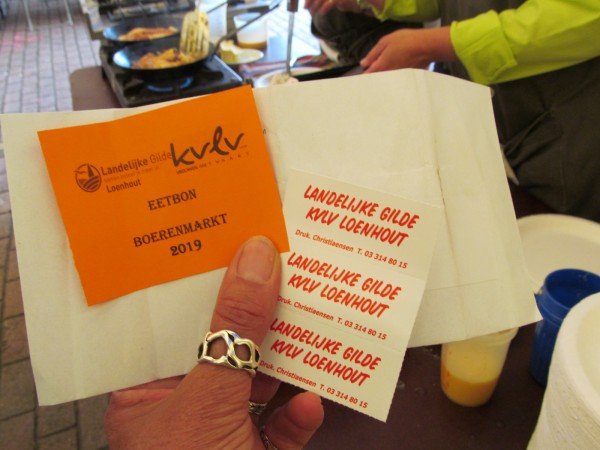 Landelijke Gilde
Loenhout
kvlv
EETBON
BOERENMARKT
2019
LANDELIJKE GILDE
KVLV LOENHOUT
Druk. Christiaensen T. 03 314 80 15
LANDELIJKE GILDE
KVLV LOENHOUT
Druk. Christiaensen T. 03 314 80 15
LANDELIJKE GILDE
KVLV LOENHOUT
Druk. Christiaensen T. 03 314 80 15